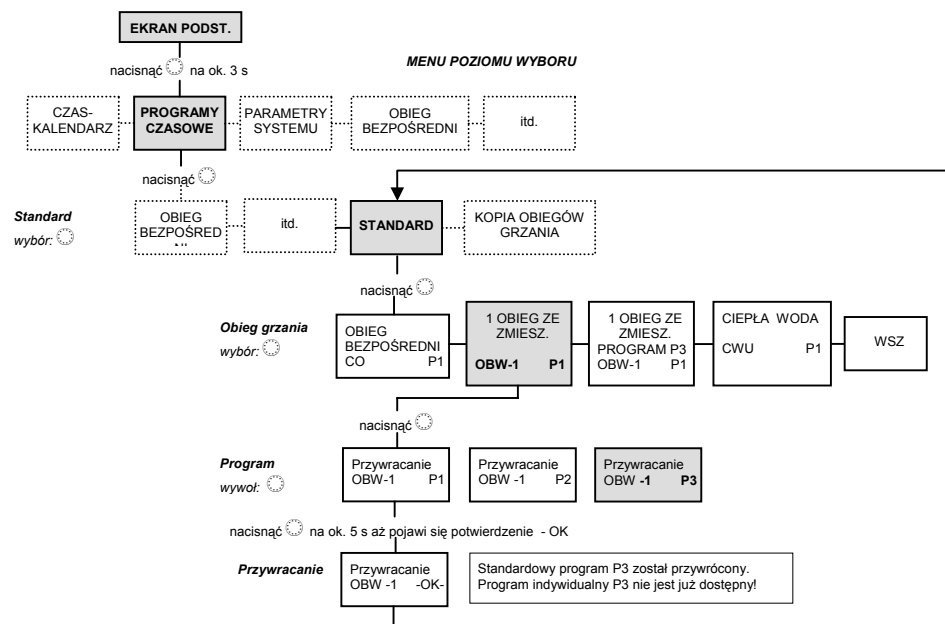 EKRAN PODST.
nacisnąć na ok. 3 s
MENU POZIOMU WYBORU
CZAS-
KALENDARZ
PROGRAMY
CZASOWE
PARAMETRY
SYSTEMU
OBIEG
BEZPOŚREDNI
itd.
nacisnąć
Standard
wybór:
OBIEG
BEZPOŚRED
itd.
STANDARD
KOPIA OBIEGÓW
GRZANIA
nacisnąć
Obieg grzania
wybór:
OBIEG
BEZPOŚREDNI
CO P1
1 OBIEG ZE
ZMIESZ.
OBW-1 P1
1 OBIEG ZE
ZMIESZ.
PROGRAM P3
OBW-1 P1
CIEPŁA WODA
CWU P1
WSZ
nacisnąć
Program
wywoł:
Przywracanie
OBW-1 P1
Przywracanie
OBW -1 P2
Przywracanie
OBW -1 P3
nacisnąć na ok. 5 s aż pojawi się potwierdzenie - OK
Przywracanie
Przywracanie
OBW -1 -OK-
Standardowy program P3 został przywrócony.
Program indywidualny P3 nie jest już dostępny!